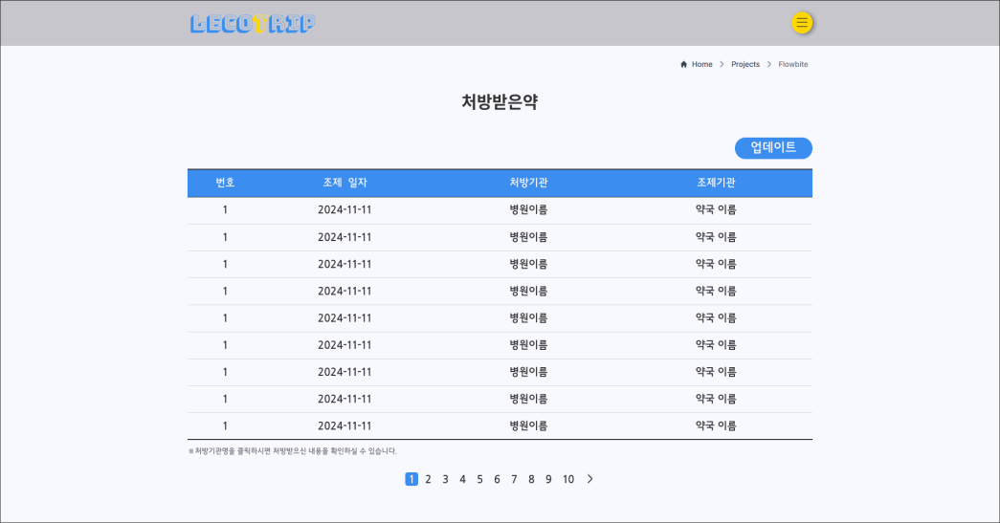 LECOTRIP
Home > Projects > Flowbite
처방받은약
업데이트
번호 조제 일자 처방기관 조제기관
1 2024-11-11 병원이름 약국 이름
1 2024-11-11 병원이름 약국 이름
1 2024-11-11 병원이름 약국 이름
1 2024-11-11 병원이름 약국 이름
1 2024-11-11 병원이름 약국 이름
1 2024-11-11 병원이름 약국 이름
1 2024-11-11 병원이름 약국 이름
1 2024-11-11 병원이름 약국 이름
1 2024-11-11 병원이름 약국 이름
※처방기관명을 클릭하시면 처방받으신 내용을 확인하실 수 있습니다.
1 2 3 4 5 6 7 8 9 10 >